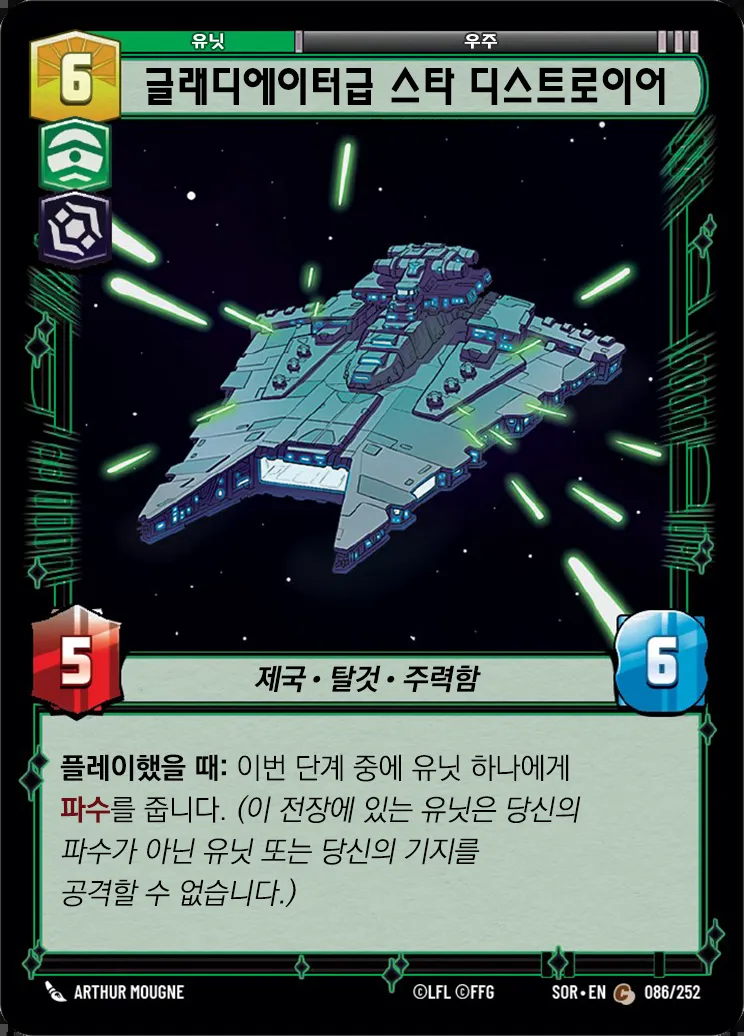 유닛
우주
6
글래디에이터급 스타 디스트로이어
5
제국 • 탈것 • 주력함
6
플레이했을 때: 이번 단계 중에 유닛 하나에게
파수를 줍니다. (이 전장에 있는 유닛은 당신의
파수가 아닌 유닛 또는 당신의 기지를
공격할 수 없습니다.)
ARTHUR MOUGNE
©LFL ©FFG
SOR • EN C 086/252